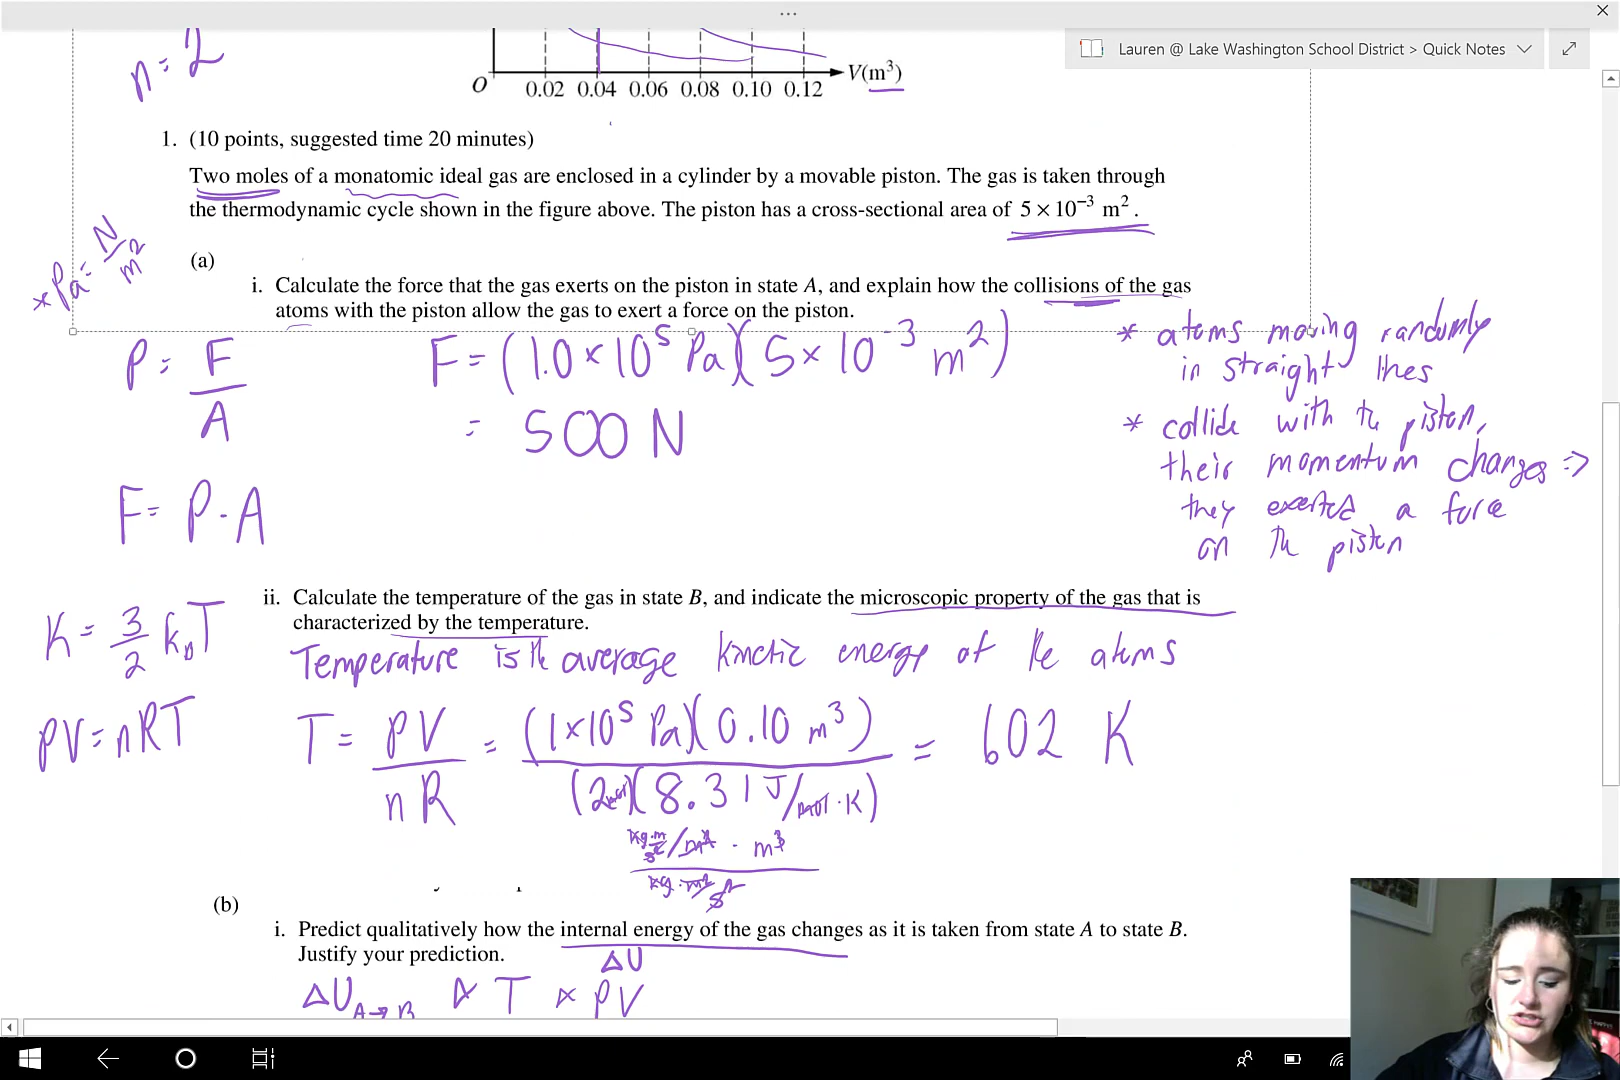 Lauren @ Lake Washington School District > Quick Notes
n = 2
O 0.02 0.04 0.06 0.08 0.10 0.12 V(m³)
1. (10 points, suggested time 20 minutes)
Two moles of a monatomic ideal gas are enclosed in a cylinder by a movable piston. The gas is taken through
the thermodynamic cycle shown in the figure above. The piston has a cross-sectional area of 5 × 10⁻³ m².
* Pa = N/m²
(a)
i. Calculate the force that the gas exerts on the piston in state A, and explain how the collisions of the gas
atoms with the piston allow the gas to exert a force on the piston.
P = F/A
F = (1.0 × 10⁵ Pa)(5 × 10⁻³ m²)
= 500 N
F = P · A
* atoms moving randomly
in straight lines
* collide with the piston,
their momentum changes ⇒
they exerted a force
on the piston
ii. Calculate the temperature of the gas in state B, and indicate the microscopic property of the gas that is
characterized by the temperature.
K = 3/2 k_B T
Temperature is the average kinetic energy of the atoms
PV = nRT
T = PV/nR = (1×10⁵ Pa)(0.10 m³)/(2mol)(8.31 J/mol·K) = 602 K
kg·m/s²/m² · m³
kg·m²/s²
(b)
i. Predict qualitatively how the internal energy of the gas changes as it is taken from state A to state B.
Justify your prediction.
ΔU
ΔU A→B ∝ T ∝ PV